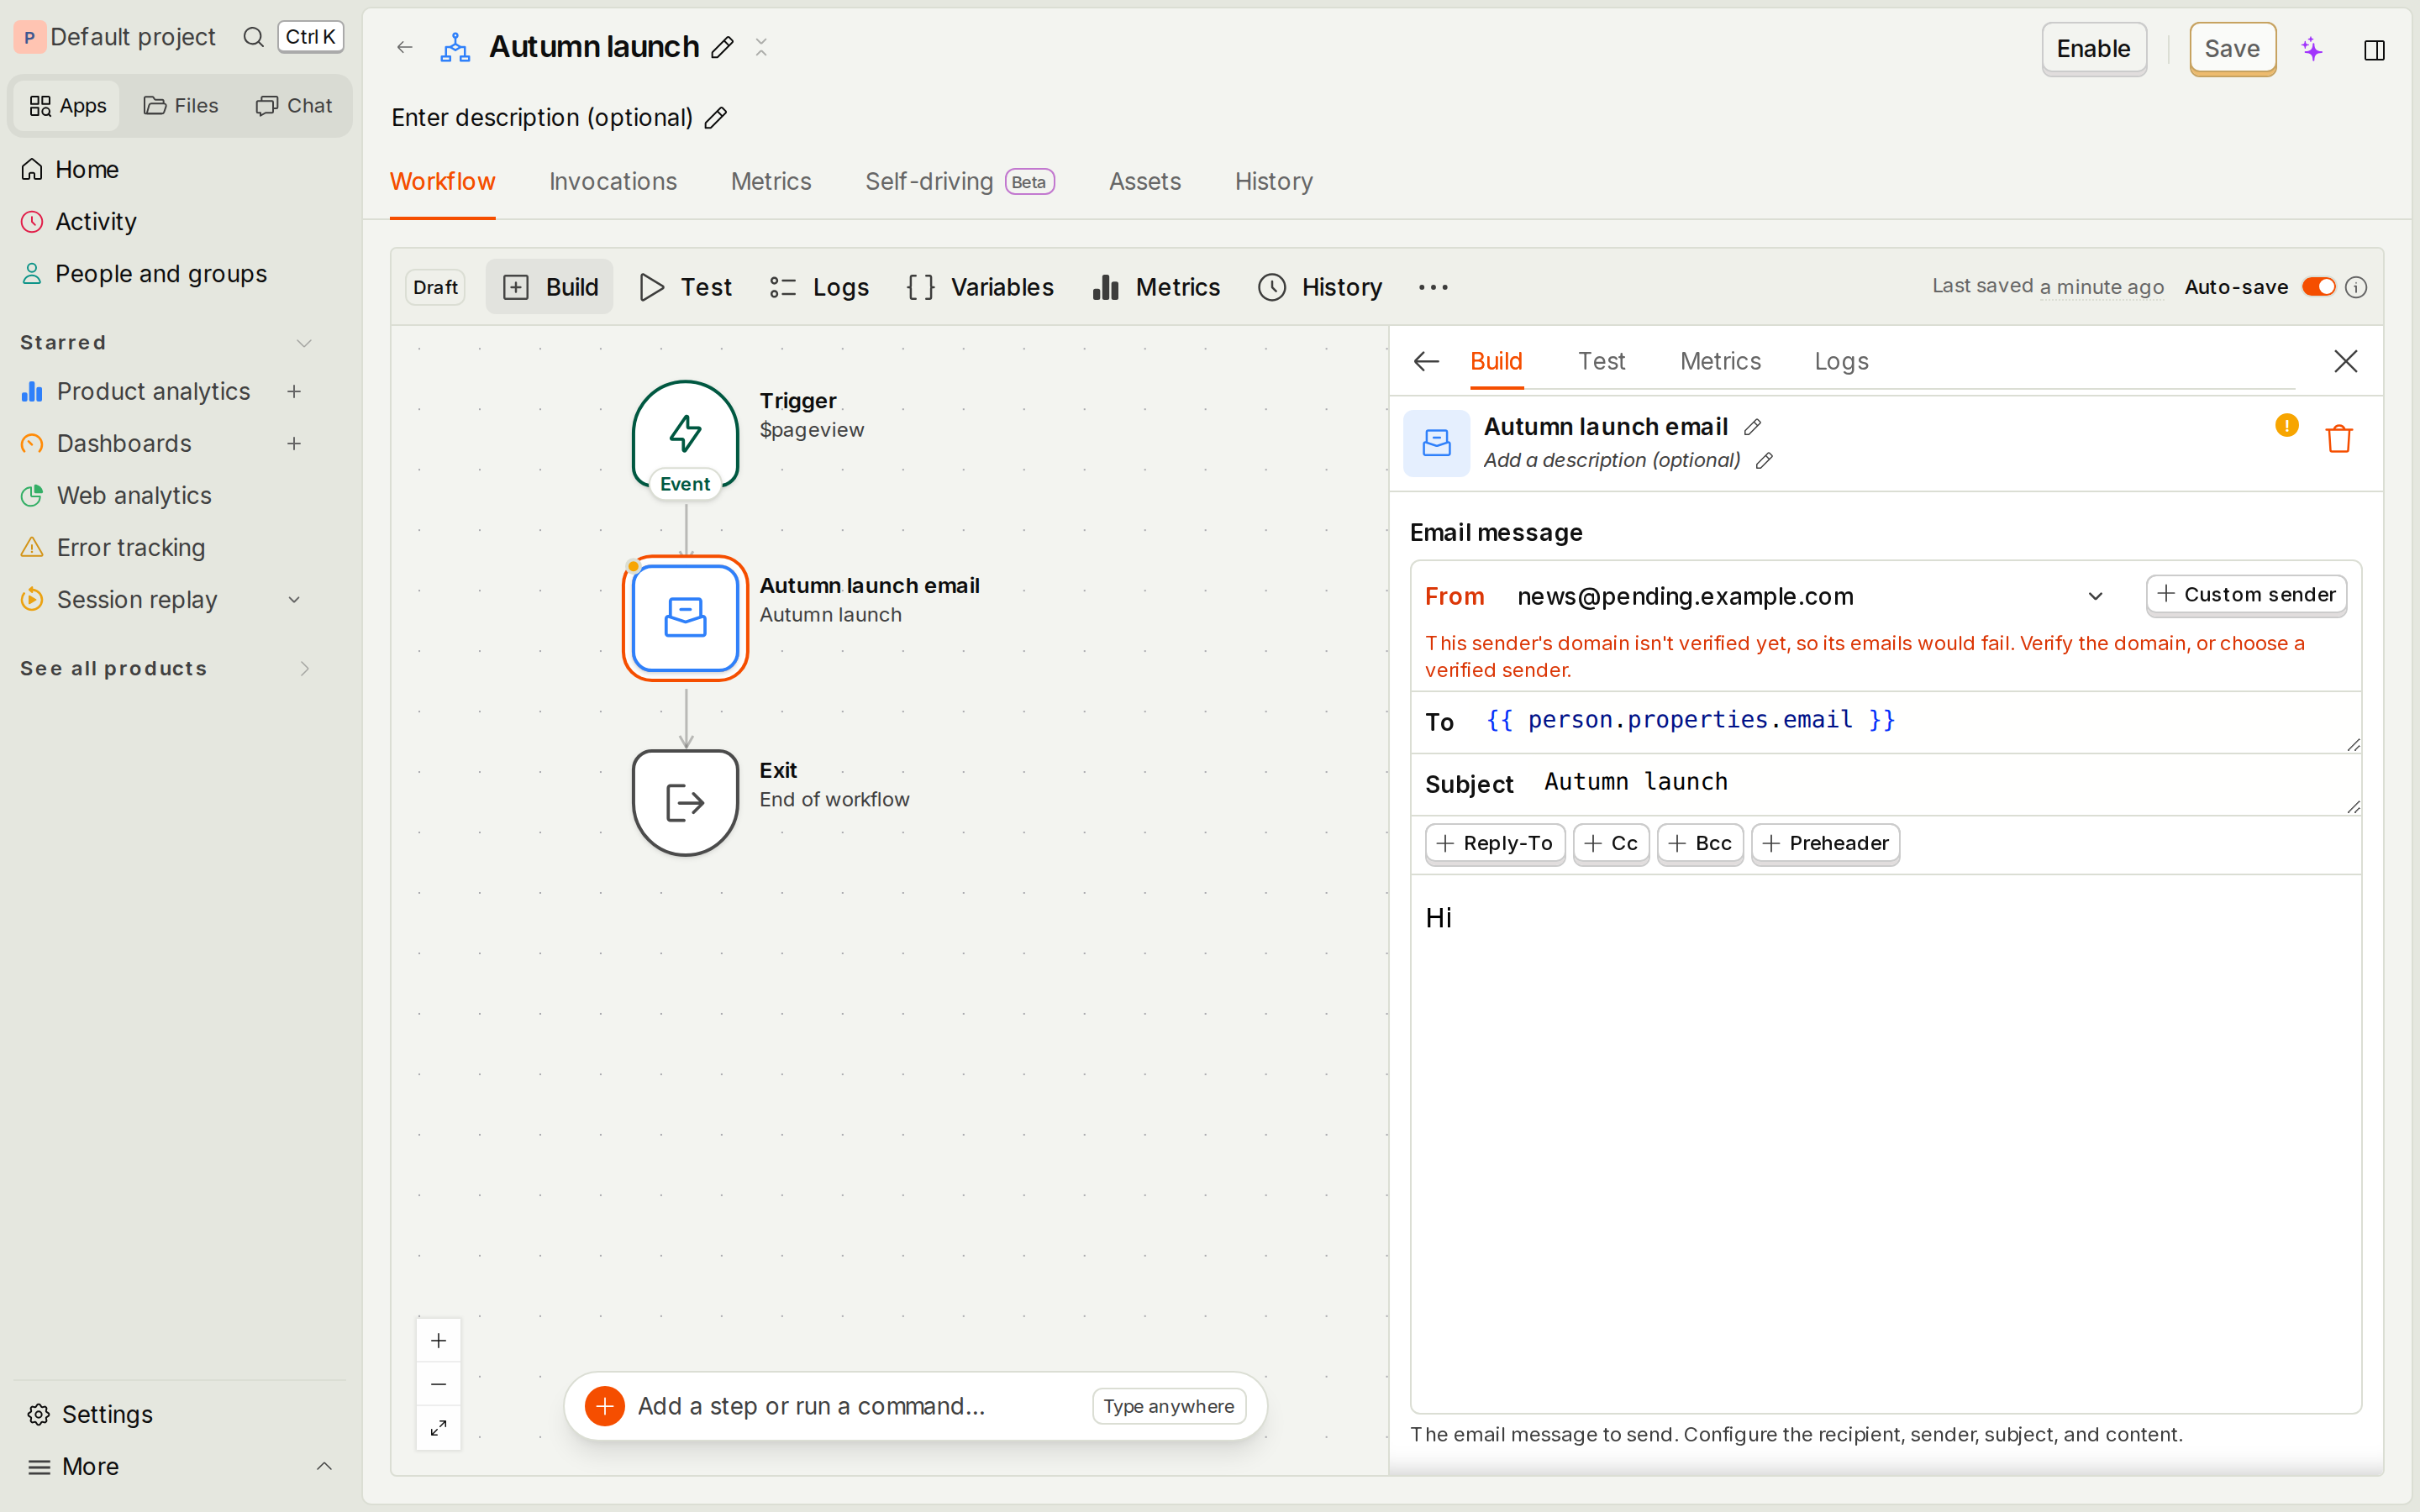 P Default project Ctrl K
Apps Files Chat
Home
Activity
People and groups
Starred
Product analytics
Dashboards
Web analytics
Error tracking
Session replay
See all products
Settings
More
Autumn launch
Enable Save
Enter description (optional)
Workflow Invocations Metrics Self-driving Beta Assets History
Draft Build Test Logs Variables Metrics History
Last saved a minute ago Auto-save
Trigger
$pageview
Event
Autumn launch email
Autumn launch
Exit
End of workflow
Add a step or run a command... Type anywhere
Build Test Metrics Logs
Autumn launch email
Add a description (optional)
Email message
From news@pending.example.com Custom sender
This sender's domain isn't verified yet, so its emails would fail. Verify the domain, or choose a
verified sender.
To {{ person.properties.email }}
Subject Autumn launch
Reply-To Cc Bcc Preheader
Hi
The email message to send. Configure the recipient, sender, subject, and content.